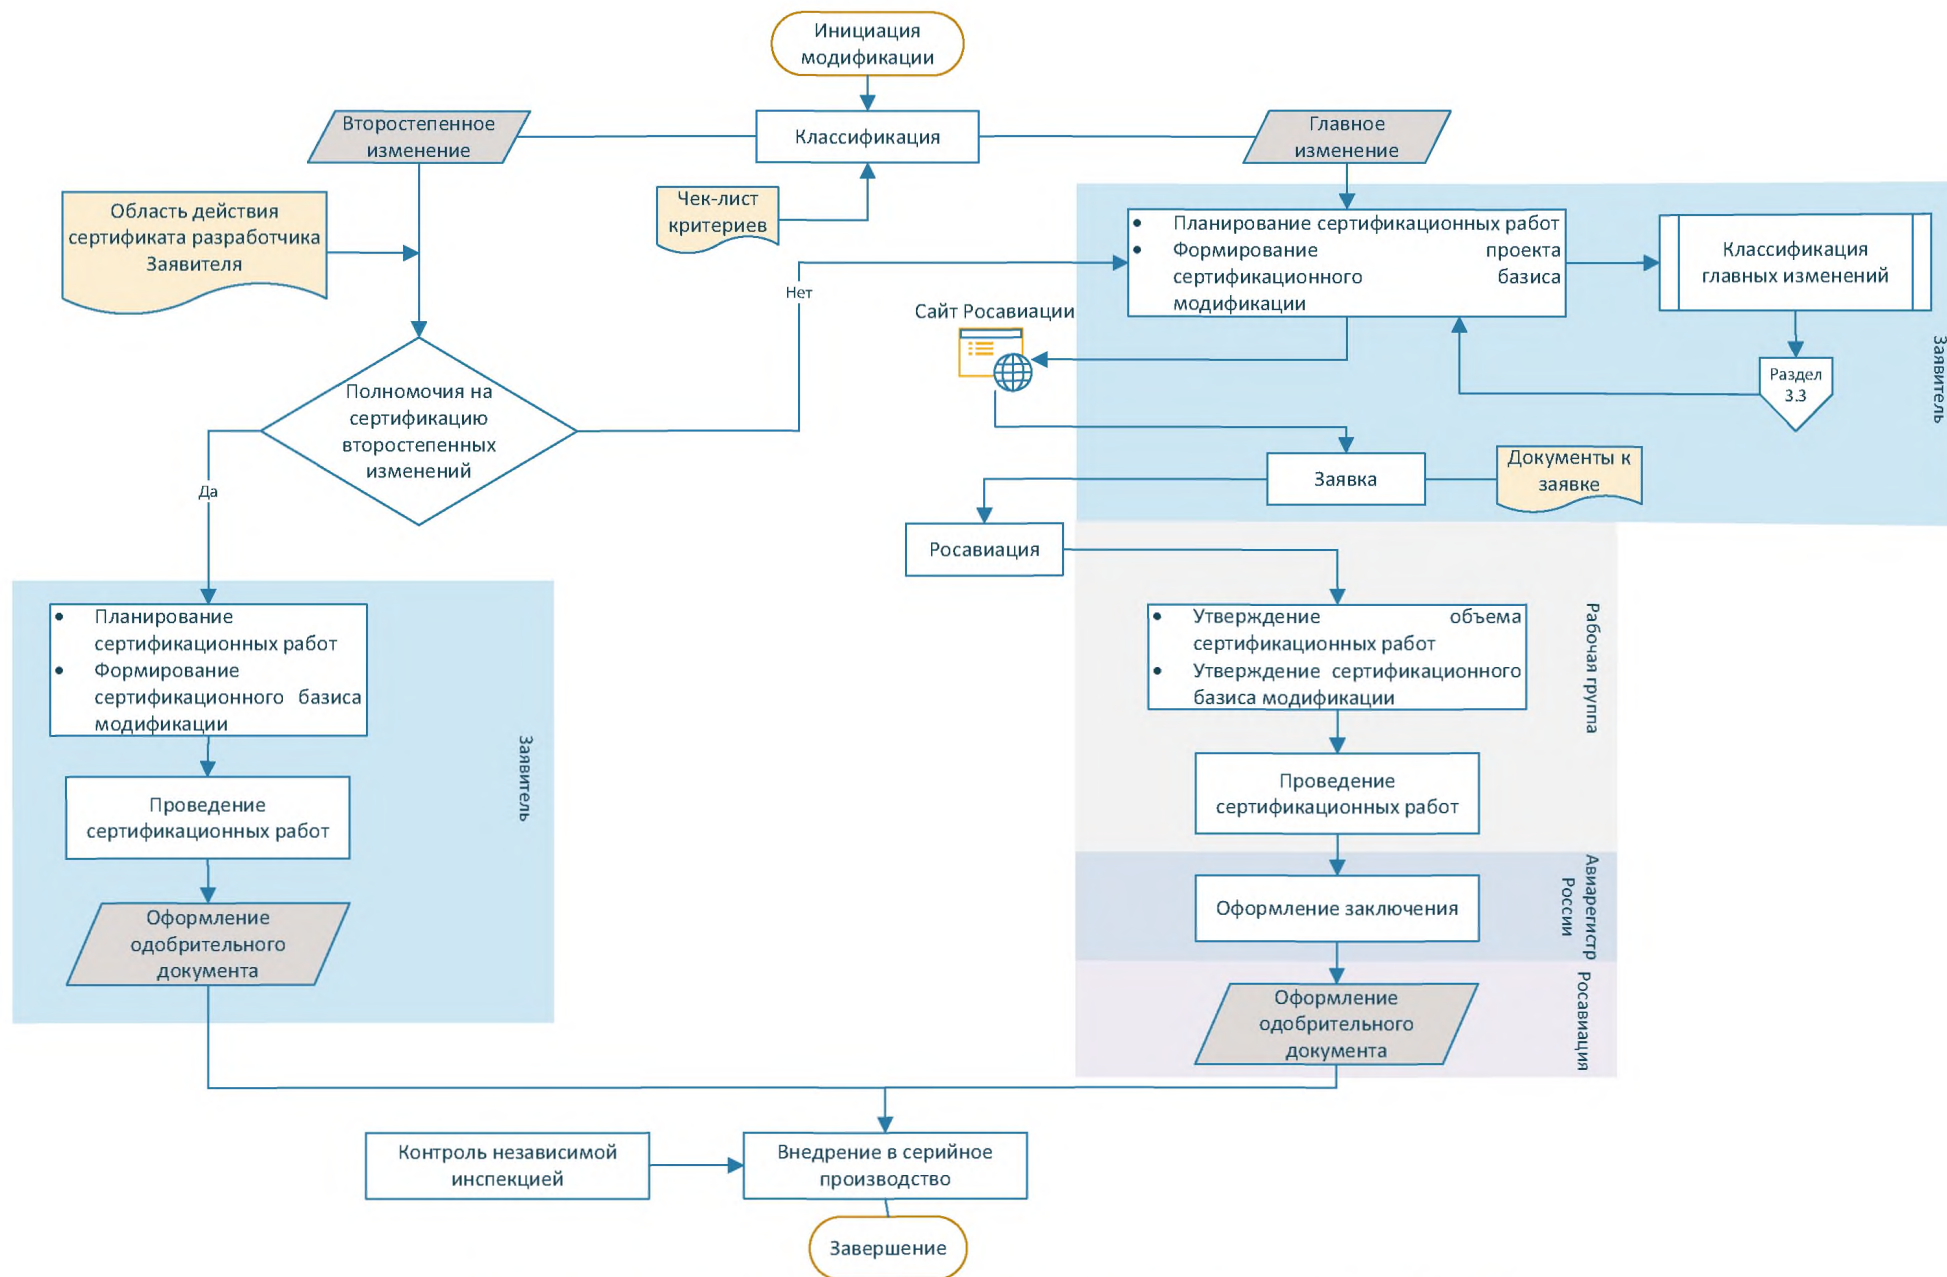 Инициация
модификации
Второстепенное
изменение
Классификация
Главное
изменение
Область действия
сертификата разработчика
Заявителя
Чек-лист
критериев
• Планирование сертификационных работ
• Формирование проекта
сертификационного базиса
модификации
Классификация
главных изменений
Нет
Сайт Росавиации
Раздел
3.3
Заявитель
Полномочия на
сертификацию
второстепенных
изменений
Заявка
Документы к
заявке
Да
Росавиация
• Планирование
сертификационных работ
• Формирование
сертификационного базиса
модификации
Проведение
сертификационных работ
Оформление
одобрительного
документа
Заявитель
• Утверждение объема
сертификационных работ
• Утверждение сертификационного
базиса модификации
Рабочая группа
Проведение
сертификационных работ
Оформление заключения
Авиарегистр
России
Оформление
одобрительного
документа
Росавиация
Контроль независимой
инспекцией
Внедрение в серийное
производство
Завершение